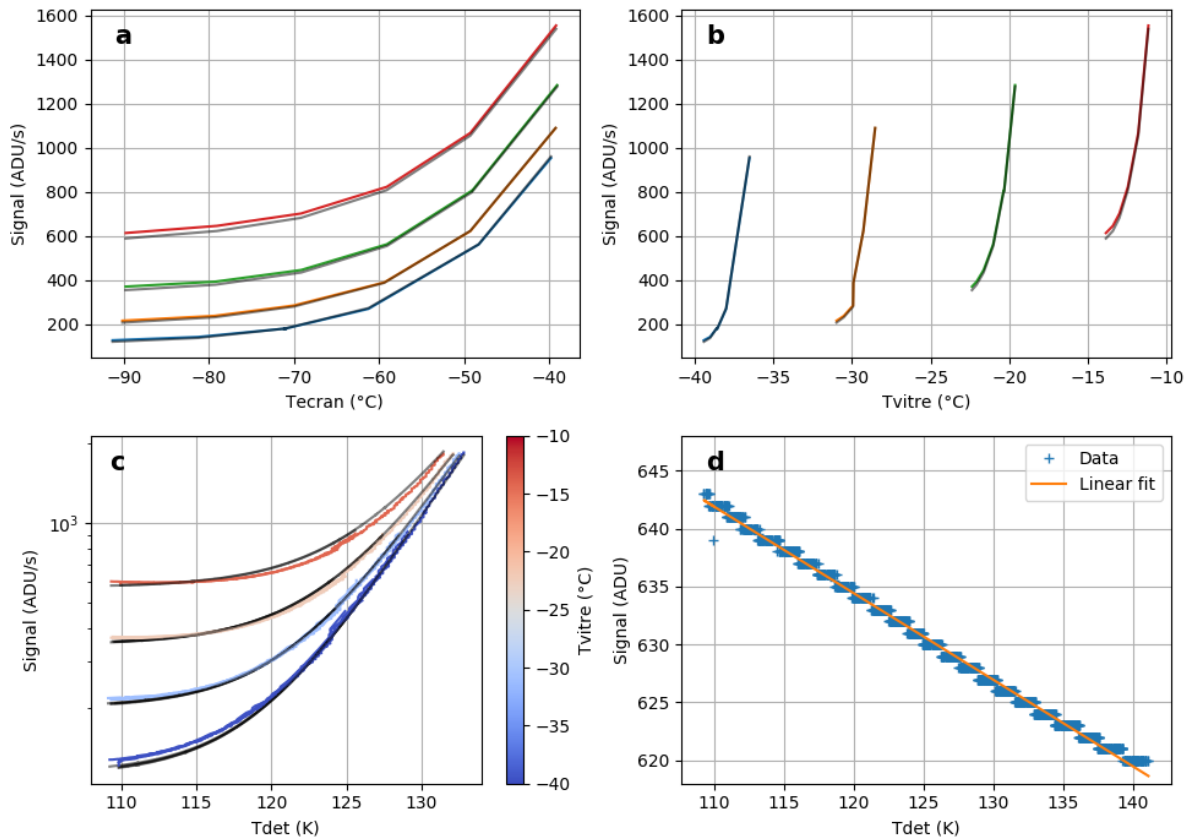 a
1600
1400
1200
1000
800
600
400
200
Signal (ADU/s)
−90 −80 −70 −60 −50 −40
Tecran (°C)
b
1600
1400
1200
1000
800
600
400
200
Signal (ADU/s)
−40 −35 −30 −25 −20 −15 −10
Tvitre (°C)
c
10³
Signal (ADU/s)
110 115 120 125 130
Tdet (K)
−10
−15
−20
−25
−30
−35
−40
Tvitre (°C)
d
Data
Linear fit
645
640
635
630
625
620
Signal (ADU)
110 115 120 125 130 135 140
Tdet (K)